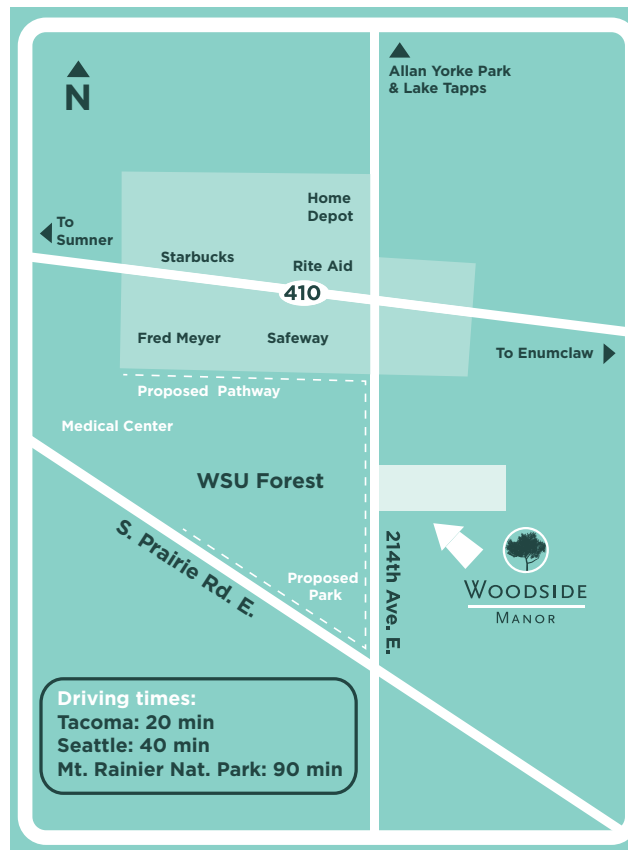 Allan Yorke Park
& Lake Tapps
N
Home
Depot
To
Sumner
Starbucks
Rite Aid
410
Fred Meyer
Safeway
To Enumclaw
Proposed Pathway
Medical Center
WSU Forest
S. Prairie Rd. E.
214th Ave. E.
Proposed
Park
WOODSIDE
MANOR
Driving times:
Tacoma: 20 min
Seattle: 40 min
Mt. Rainier Nat. Park: 90 min